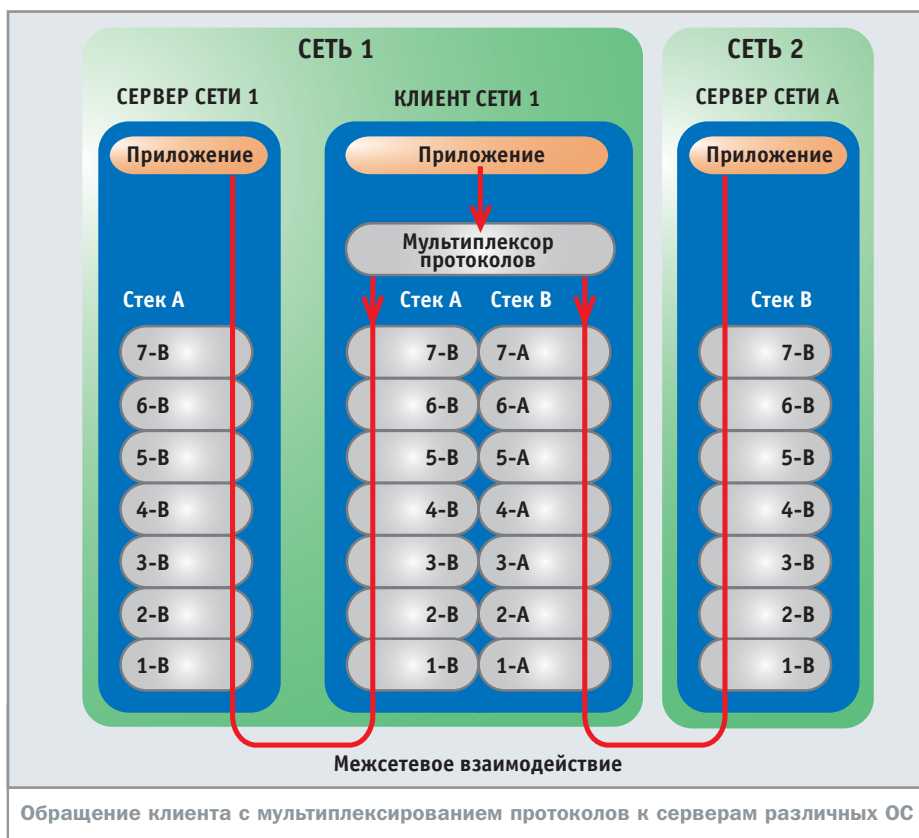 СЕТЬ 1
СЕТЬ 2
СЕРВЕР СЕТИ 1
КЛИЕНТ СЕТИ 1
СЕРВЕР СЕТИ А
Приложение
Приложение
Приложение
Мультиплексор
протоколов
Стек А
Стек А
Стек В
Стек В
7-В
7-В
7-А
7-В
6-В
6-В
6-А
6-В
5-В
5-В
5-А
5-В
4-В
4-В
4-А
4-В
3-В
3-В
3-А
3-В
2-В
2-В
2-А
2-В
1-В
1-В
1-А
1-В
Межсетевое взаимодействие
Обращение клиента с мультиплексированием протоколов к серверам различных ОС